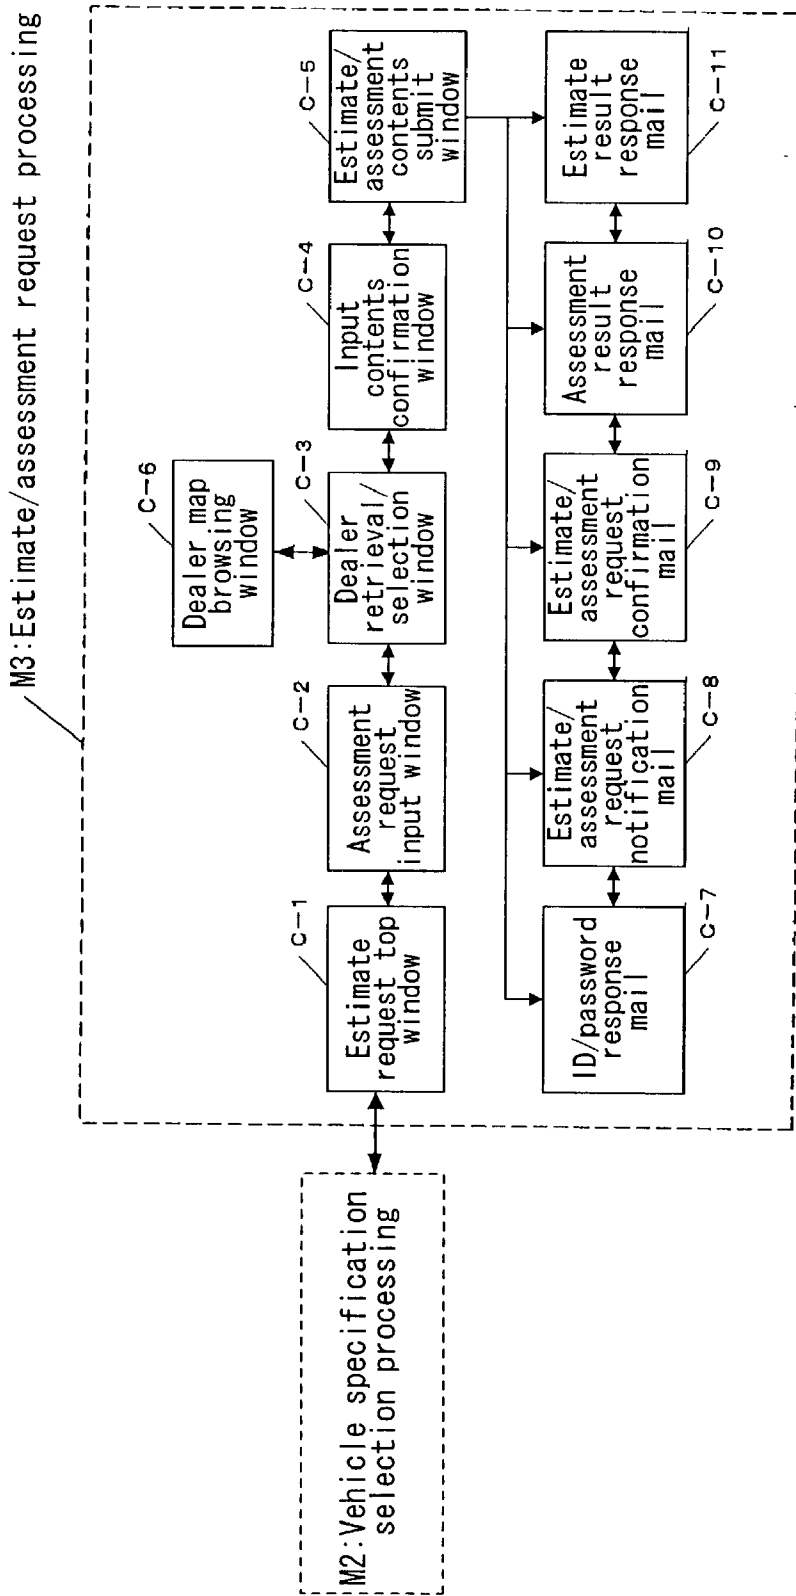 M3:Estimate/assessment request processing
M2:Vehicle specification
selection processing
C-1
Estimate
request top
window
C-2
Assessment
request
input window
C-6
Dealer map
browsing
window
C-3
Dealer
retrieval/
selection
window
C-4
Input
contents
confirmation
window
C-5
Estimate/
assessment
contents
submit
window
ID/password
response
mail
C-7
Estimate/
assessment
request
notification
mail
C-8
Estimate/
assessment
request
confirmation
mail
C-9
Assessment
result
response
mail
C-10
Estimate
result
response
mail
C-11